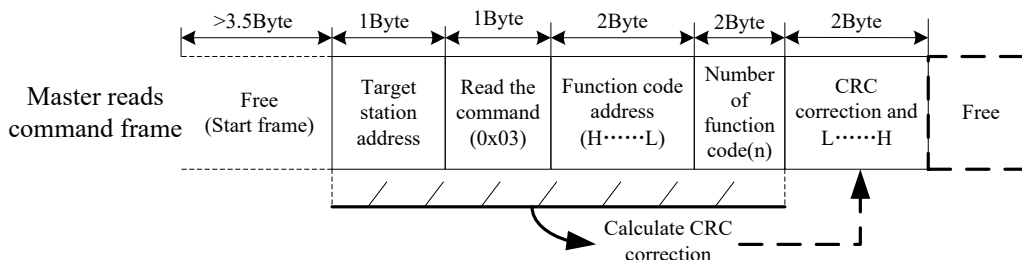 >3.5Byte 1Byte 1Byte 2Byte 2Byte 2Byte
Master reads
command frame
Free
(Start frame)
Target
station
address
Read the
command
(0x03)
Function code
address
(H······L)
Number
of
function
code(n)
CRC
correction and
L······H
Free
Calculate CRC
correction